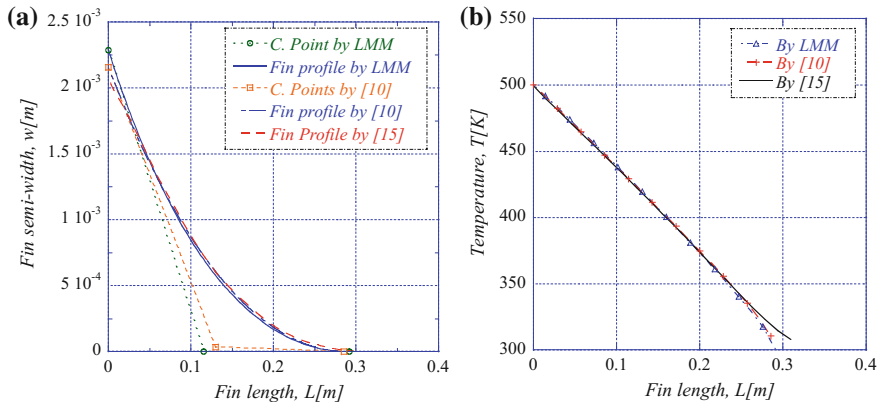 (a)
Fin semi-width, w[m]
2.5 10⁻³
2 10⁻³
1.5 10⁻³
1 10⁻³
5 10⁻⁴
0
C. Point by LMM
Fin profile by LMM
C. Points by [10]
Fin profile by [10]
Fin Profile by [15]
0 0.1 0.2 0.3 0.4
Fin length, L[m]
(b)
Temperature, T[K]
550
500
450
400
350
300
By LMM
By [10]
By [15]
0 0.1 0.2 0.3 0.4
Fin length, L[m]